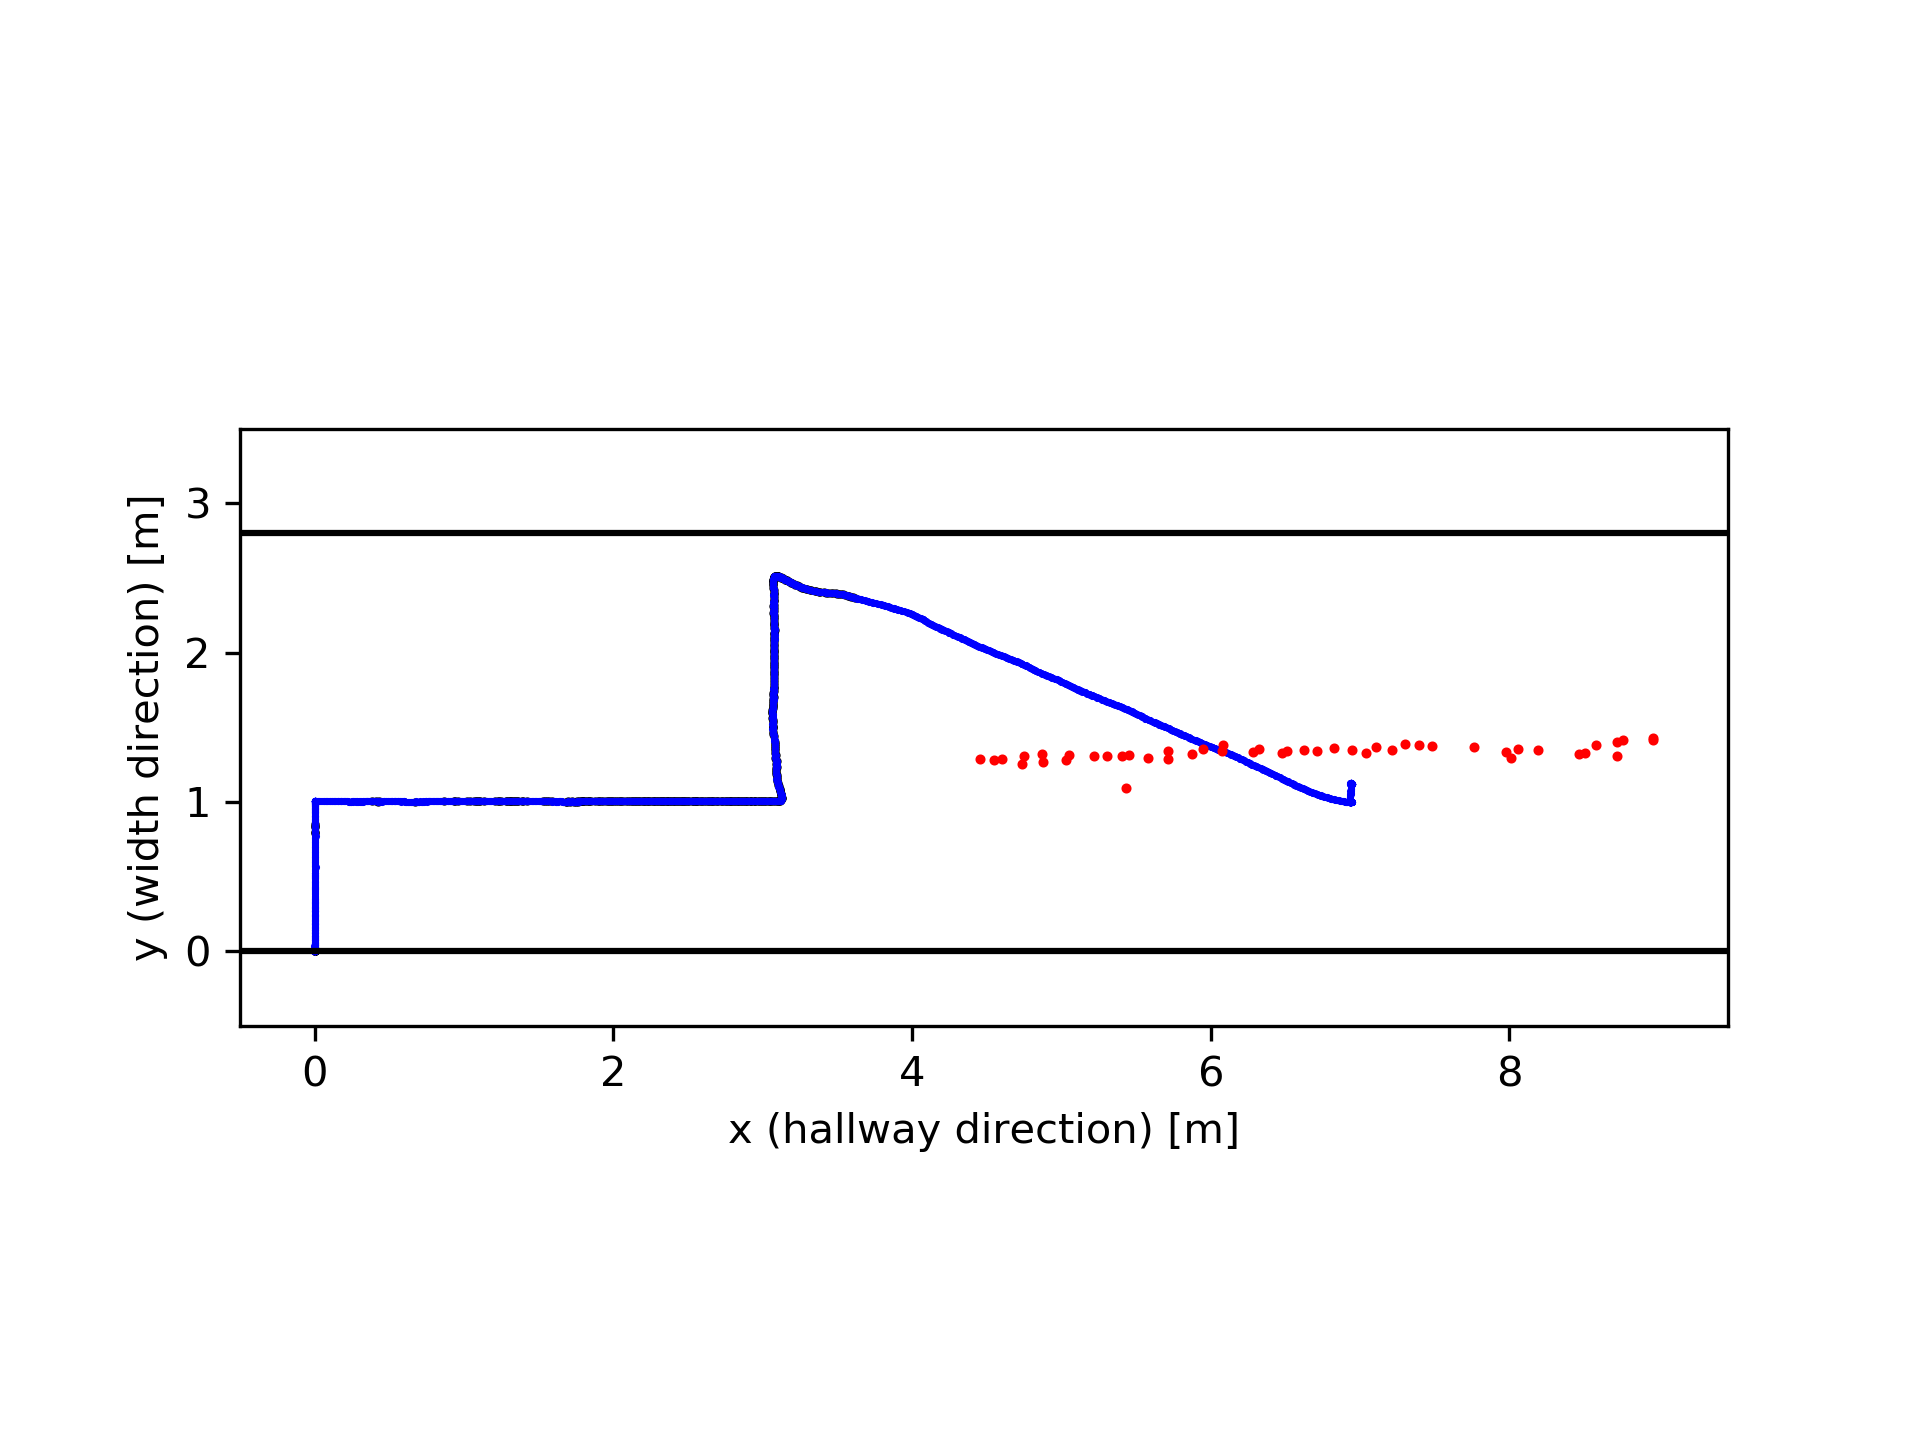 3
2
1
0
y (width direction) [m]
0 2 4 6 8
x (hallway direction) [m]